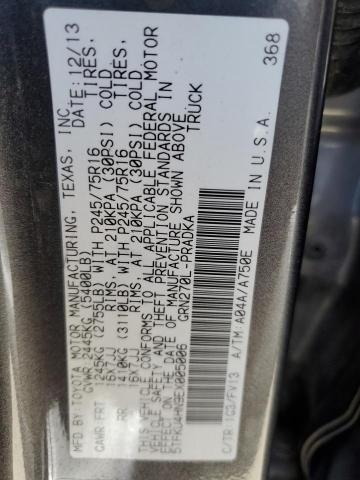 MFD BY: TOYOTA MOTOR MANUFACTURING, TEXAS, INC. DATE: 12/13
GVWR 2445KG (5400LB)
GAWR FRT 1245KG (2755LB) WITH P245/75R16 TIRES,
16X7JJ RIMS, AT 210KPA (30PSI) COLD
RR 1410KG (3110LB) WITH P245/75R16 TIRES,
16X7JJ RIMS, AT 210KPA (30PSI) COLD
THIS VEHICLE CONFORMS TO ALL APPLICABLE FEDERAL MOTOR
VEHICLE SAFETY AND THEFT PREVENTION STANDARDS IN
EFFECT ON THE DATE OF MANUFACTURE SHOWN ABOVE.
TRUCK
GRN270L-PRADKA
C/TR: 1G3/FV13 A/TM: A04A/A750E
MADE IN U.S.A. 368